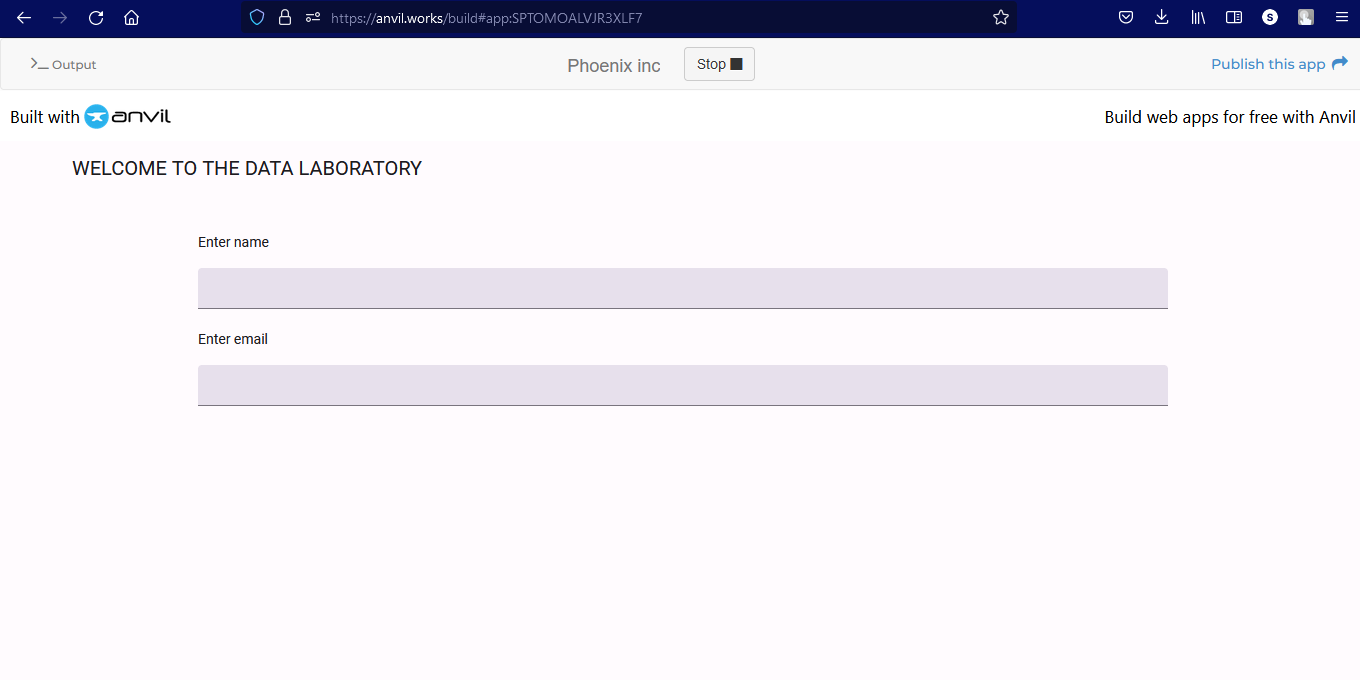 https://anvil.works/build#app:SPTOMOALVJR3XLF7
S
>_ Output
Phoenix inc
Stop
Publish this app
Built with anvil
Build web apps for free with Anvil
WELCOME TO THE DATA LABORATORY
Enter name
Enter email